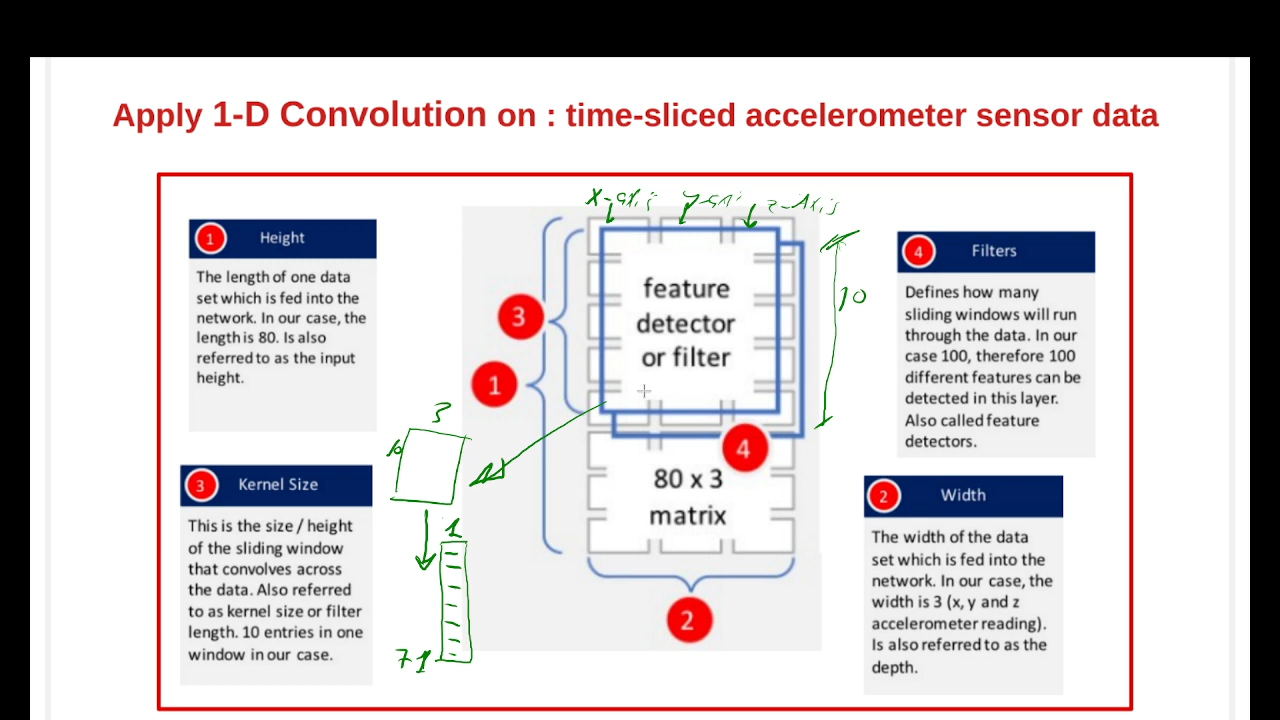 Apply 1-D Convolution on : time-sliced accelerometer sensor data
x-axis y-axis z-Axis
1 Height
The length of one data
set which is fed into the
network. In our case, the
length is 80. Is also
referred to as the input
height.
3 Kernel Size
This is the size / height
of the sliding window
that convolves across
the data. Also referred
to as kernel size or filter
length. 10 entries in one
window in our case.
3
1
feature
detector
or filter
4
80 x 3
matrix
2
10
3
10
1
71
4 Filters
Defines how many
sliding windows will run
through the data. In our
case 100, therefore 100
different features can be
detected in this layer.
Also called feature
detectors.
2 Width
The width of the data
set which is fed into the
network. In our case, the
width is 3 (x, y and z
accelerometer reading).
Is also referred to as the
depth.